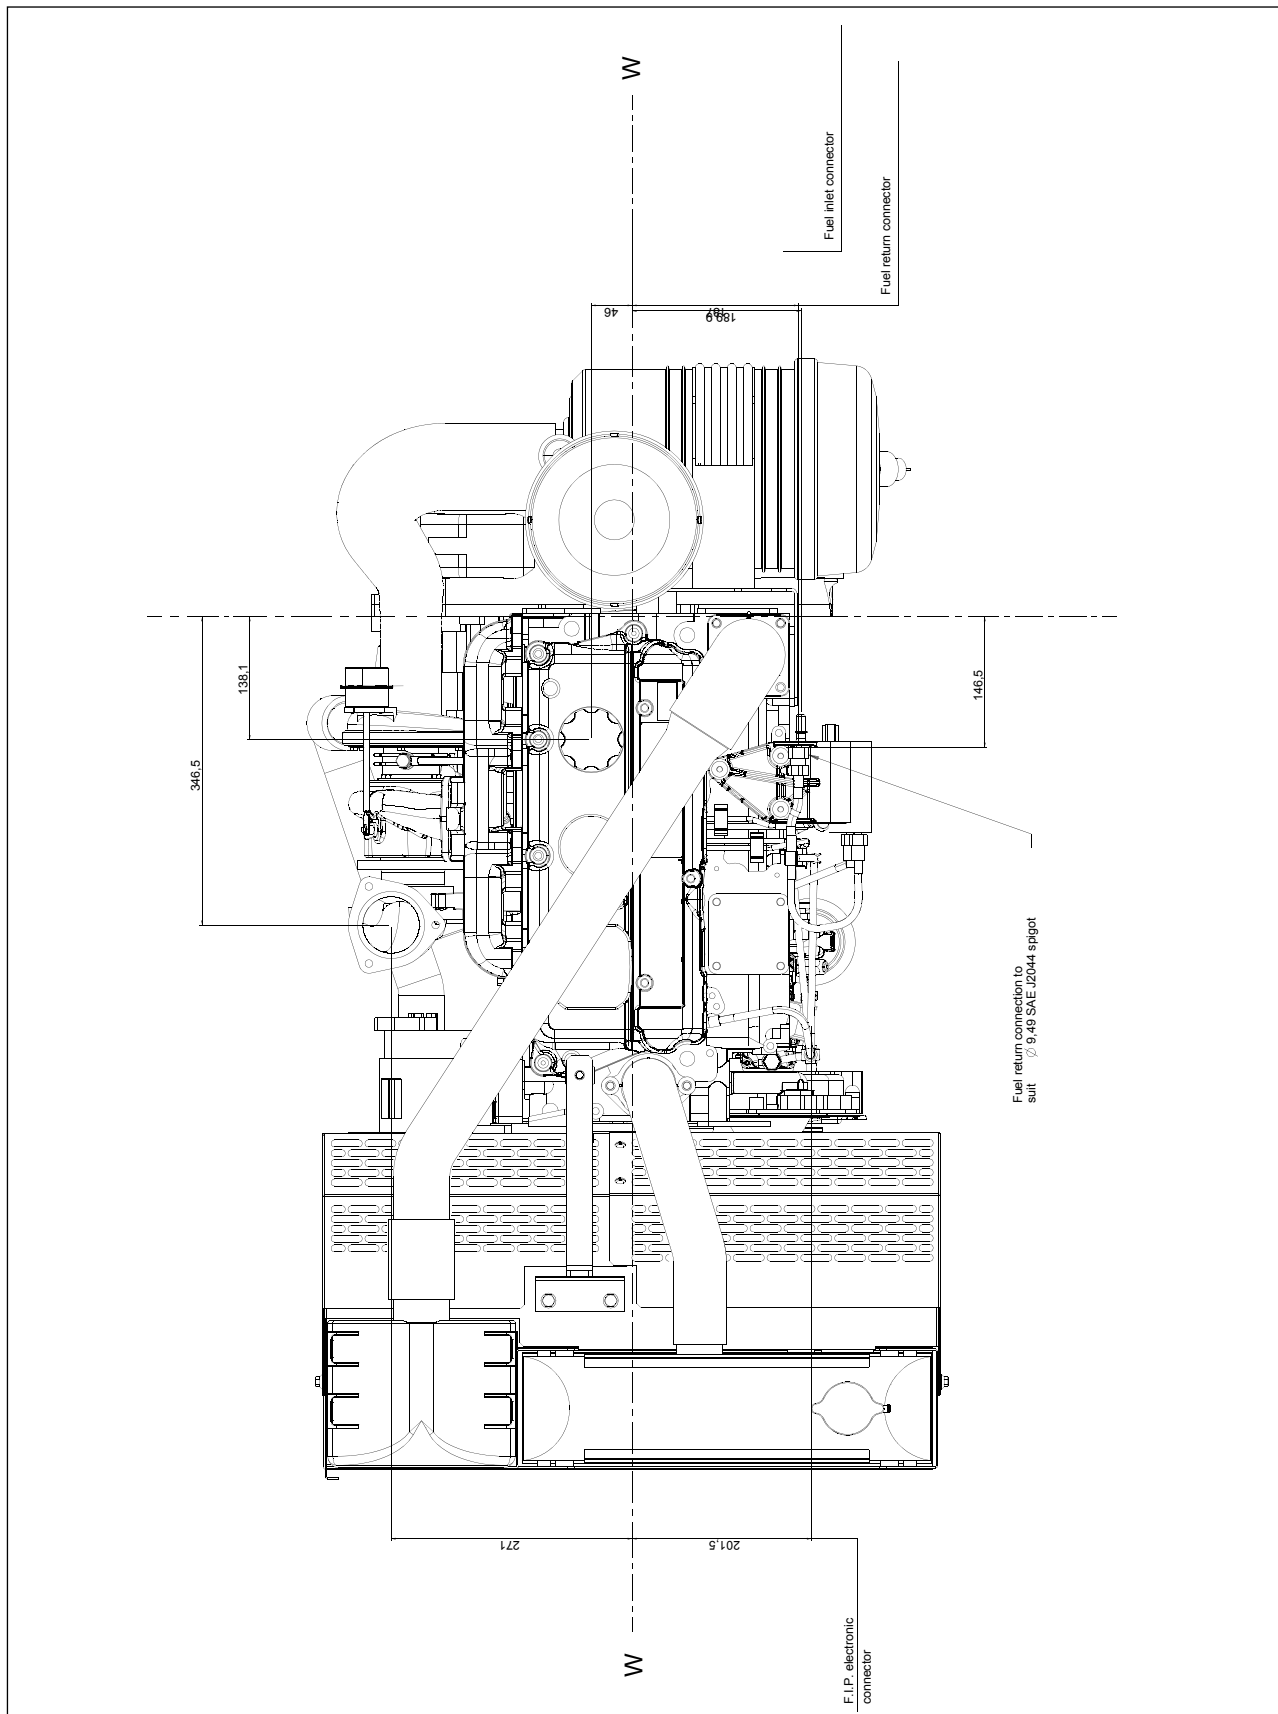 W
Fuel inlet connector
Fuel return connector
46
189,9
138,1
346,5
146,5
Fuel return connection to
suit ∅ 9,49 SAE J2044 spigot
271
201,5
W
F.I.P. electronic
connector